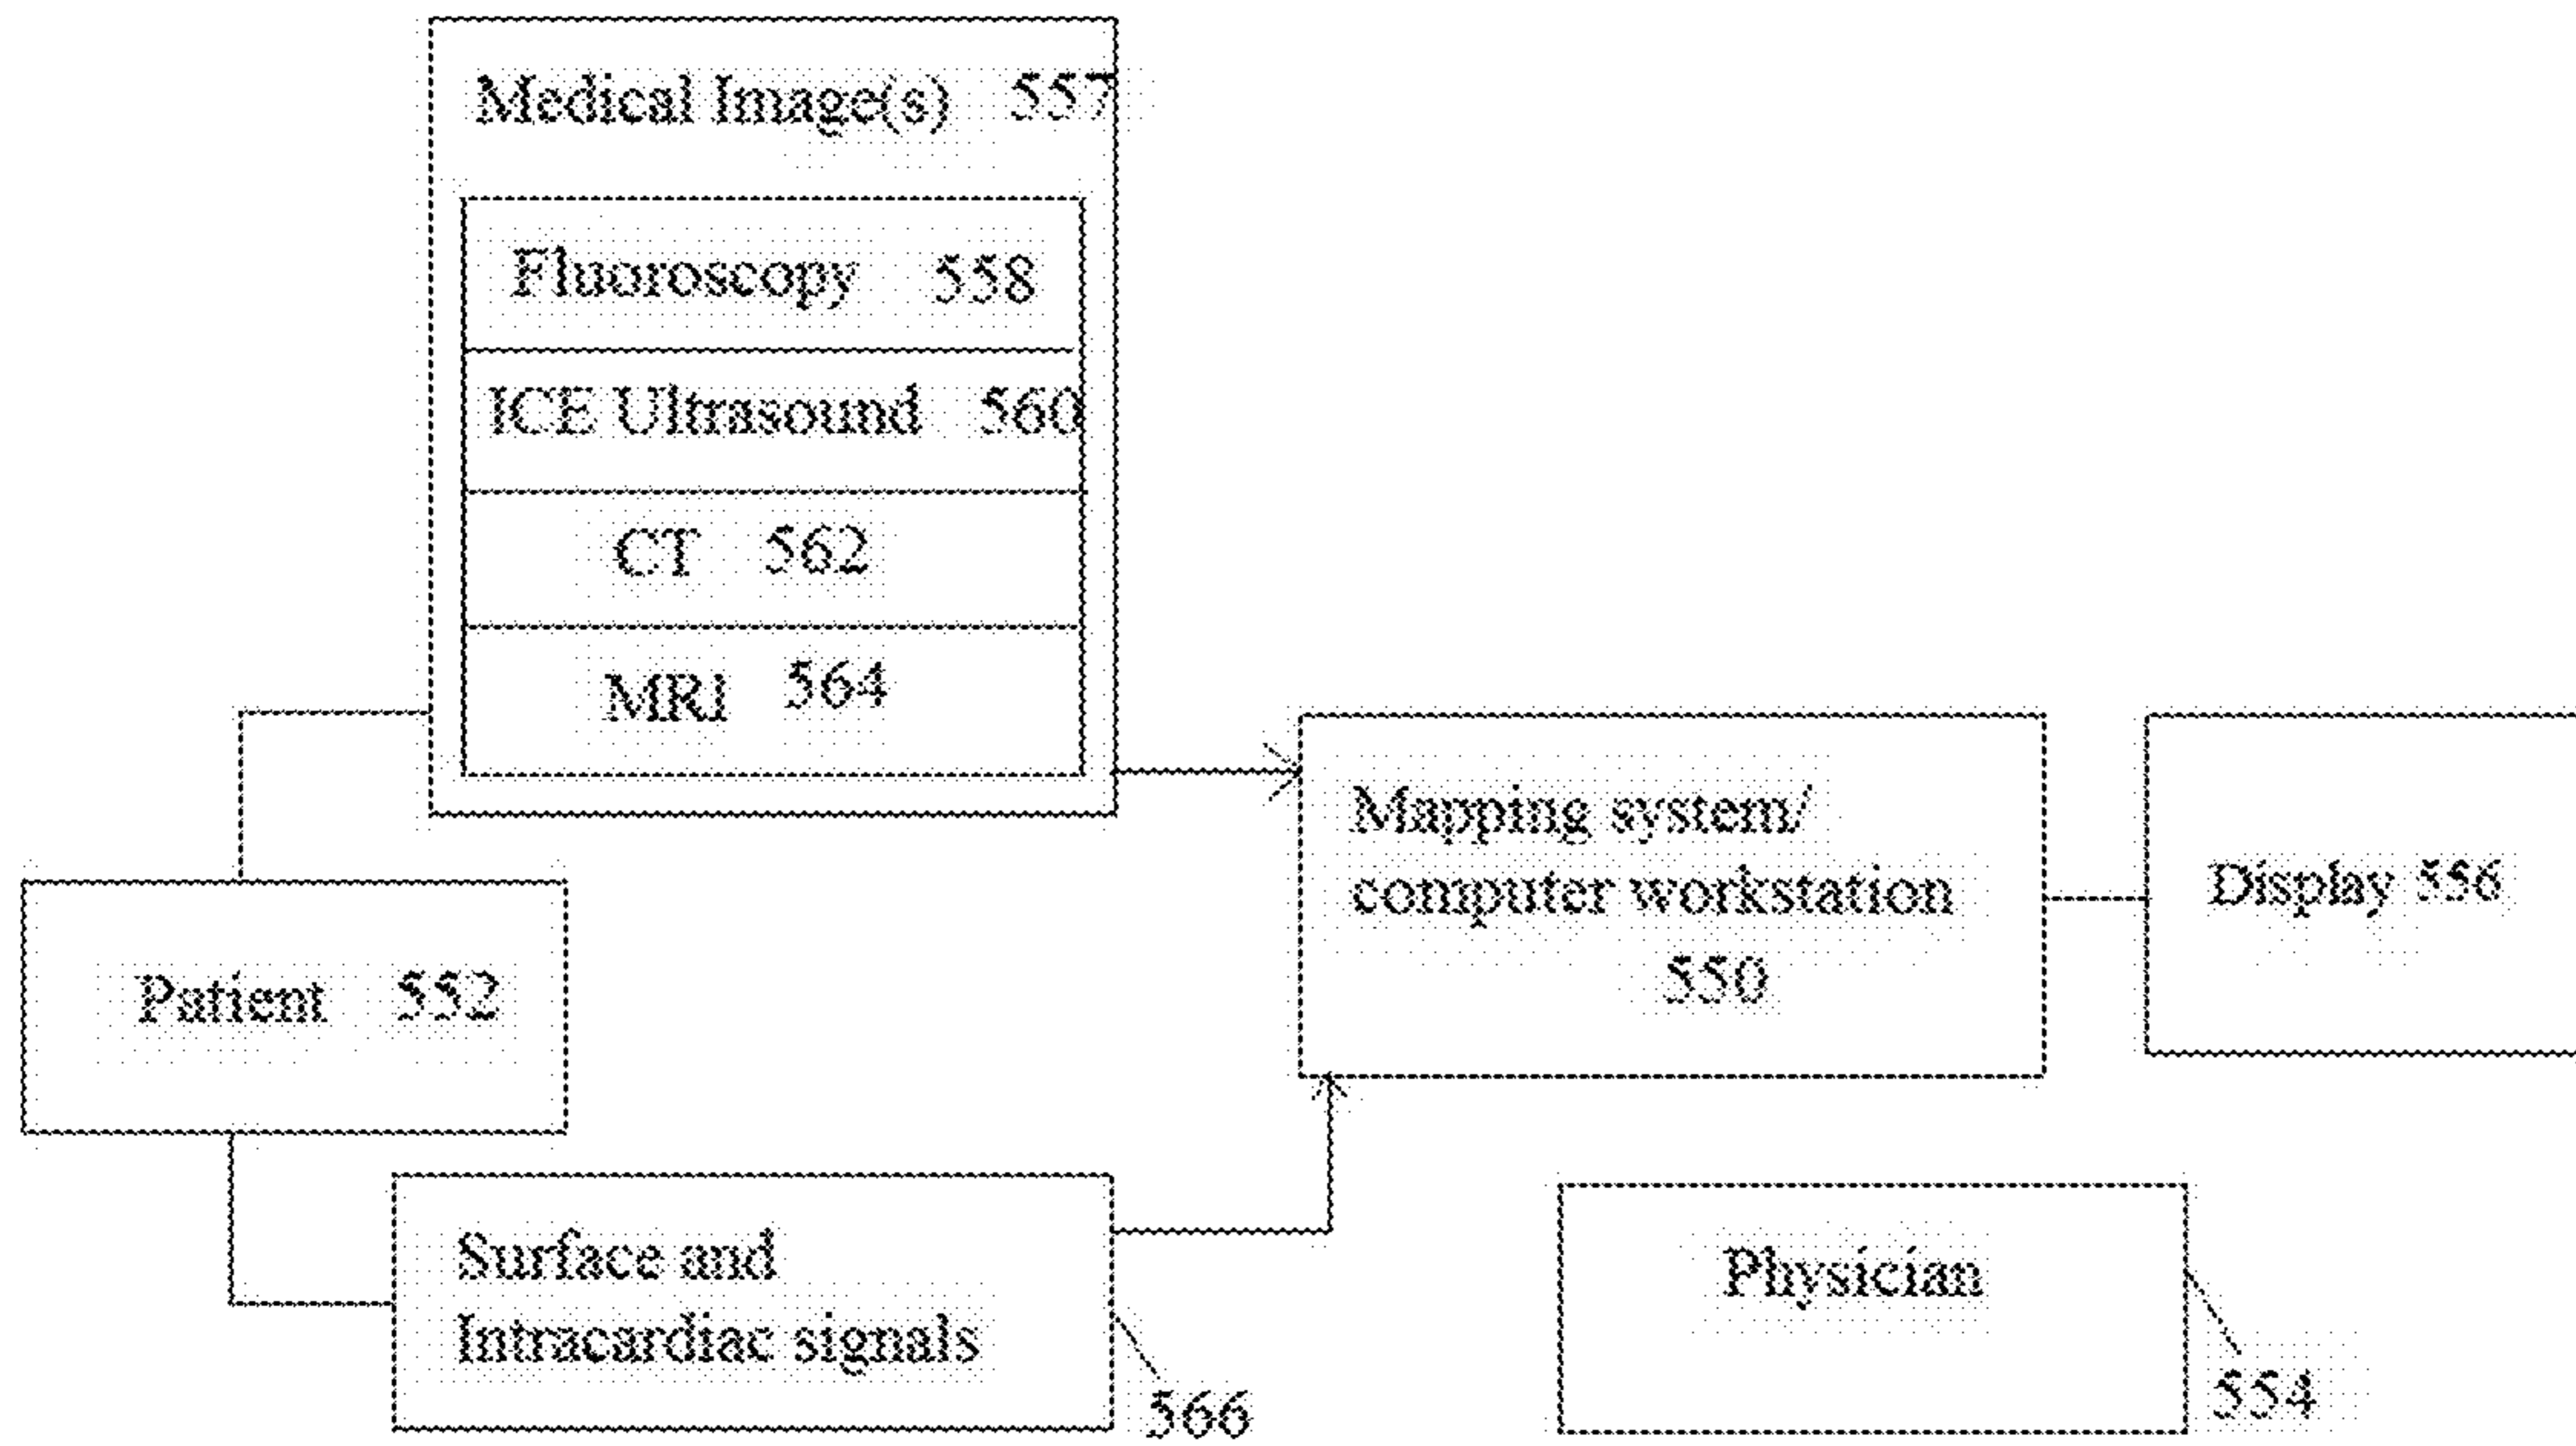 Medical Image(s) 557
Fluoroscopy 558
ICE Ultrasound 560
CT 562
MRI 564
Mapping system/
computer workstation
550
Display 556
Patient 552
Surface and
Intracardiac signals
566
Physician
554